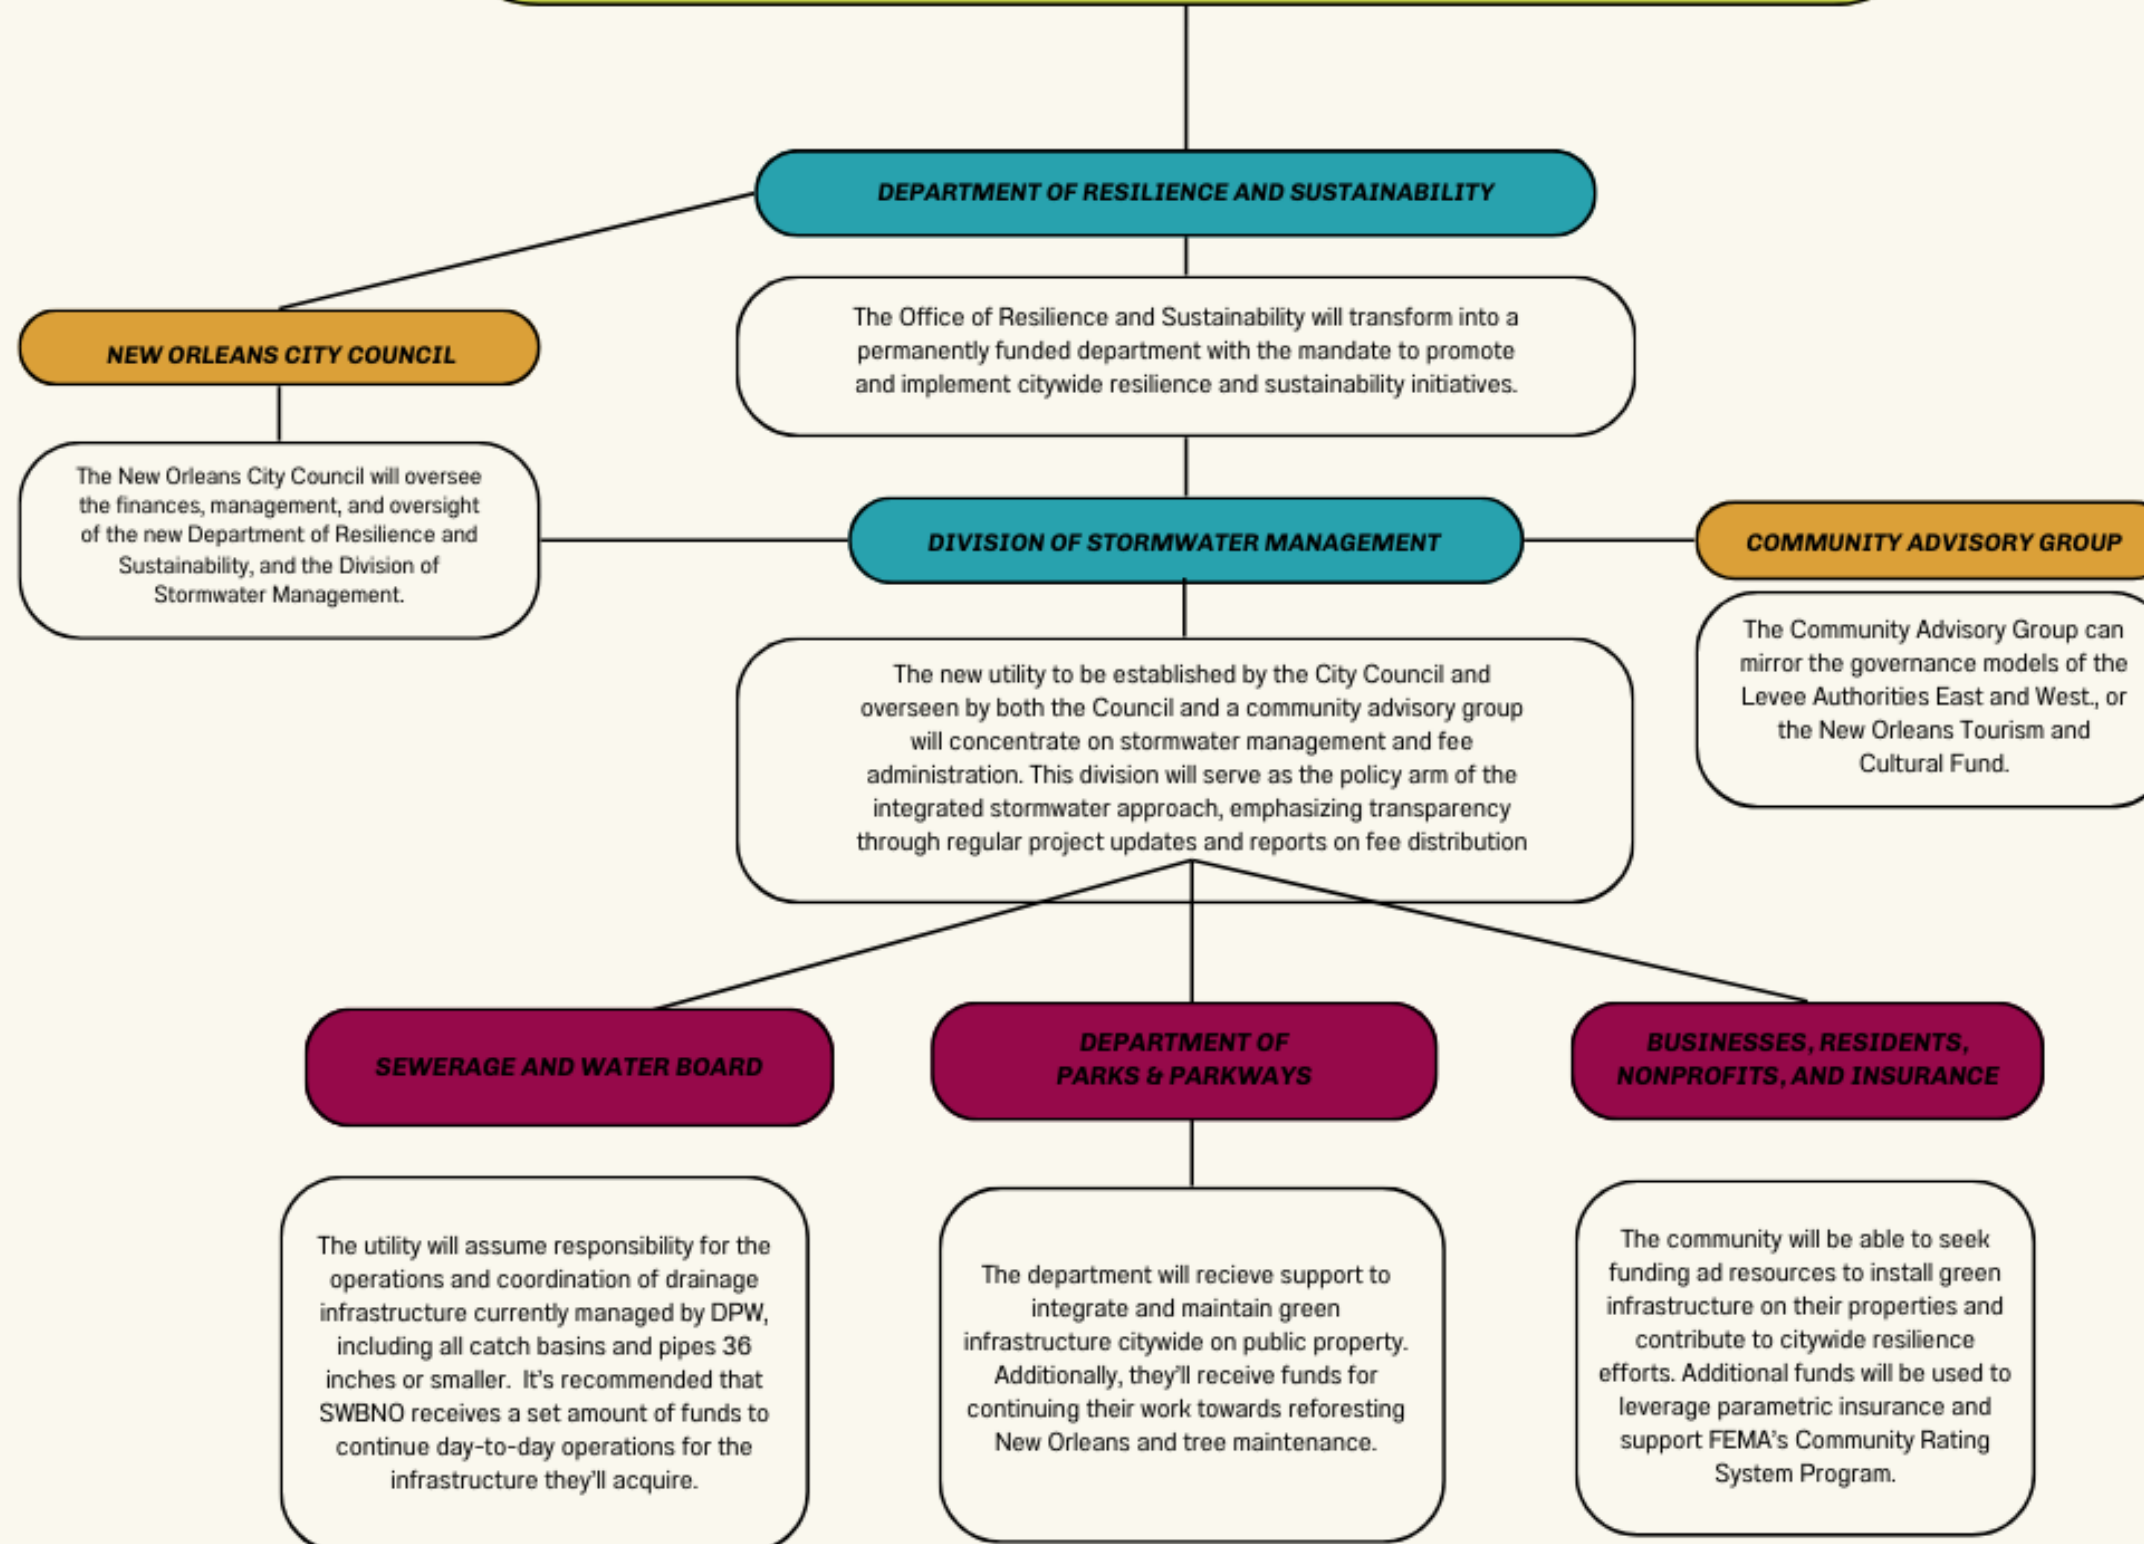 DEPARTMENT OF RESILIENCE AND SUSTAINABILITY
The Office of Resilience and Sustainability will transform into a
permanently funded department with the mandate to promote
and implement citywide resilience and sustainability initiatives.
NEW ORLEANS CITY COUNCIL
The New Orleans City Council will oversee
the finances, management, and oversight
of the new Department of Resilience and
Sustainability, and the Division of
Stormwater Management.
DIVISION OF STORMWATER MANAGEMENT
COMMUNITY ADVISORY GROUP
The Community Advisory Group can
mirror the governance models of the
Levee Authorities East and West., or
the New Orleans Tourism and
Cultural Fund.
The new utility to be established by the City Council and
overseen by both the Council and a community advisory group
will concentrate on stormwater management and fee
administration. This division will serve as the policy arm of the
integrated stormwater approach, emphasizing transparency
through regular project updates and reports on fee distribution
SEWERAGE AND WATER BOARD
The utility will assume responsibility for the
operations and coordination of drainage
infrastructure currently managed by DPW,
including all catch basins and pipes 36
inches or smaller. It's recommended that
SWBNO receives a set amount of funds to
continue day-to-day operations for the
infrastructure they'll acquire.
DEPARTMENT OF
PARKS & PARKWAYS
The department will recieve support to
integrate and maintain green
infrastructure citywide on public property.
Additionally, they'll receive funds for
continuing their work towards reforesting
New Orleans and tree maintenance.
BUSINESSES, RESIDENTS,
NONPROFITS, AND INSURANCE
The community will be able to seek
funding ad resources to install green
infrastructure on their properties and
contribute to citywide resilience
efforts. Additional funds will be used to
leverage parametric insurance and
support FEMA's Community Rating
System Program.